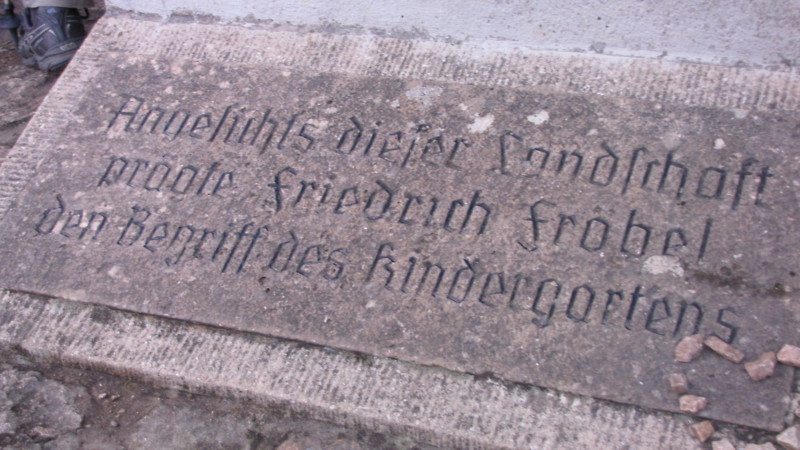 Angesichts dieſer Landſchaft
prägte Friedrich Fröbel
den Begriff des Kindergartens